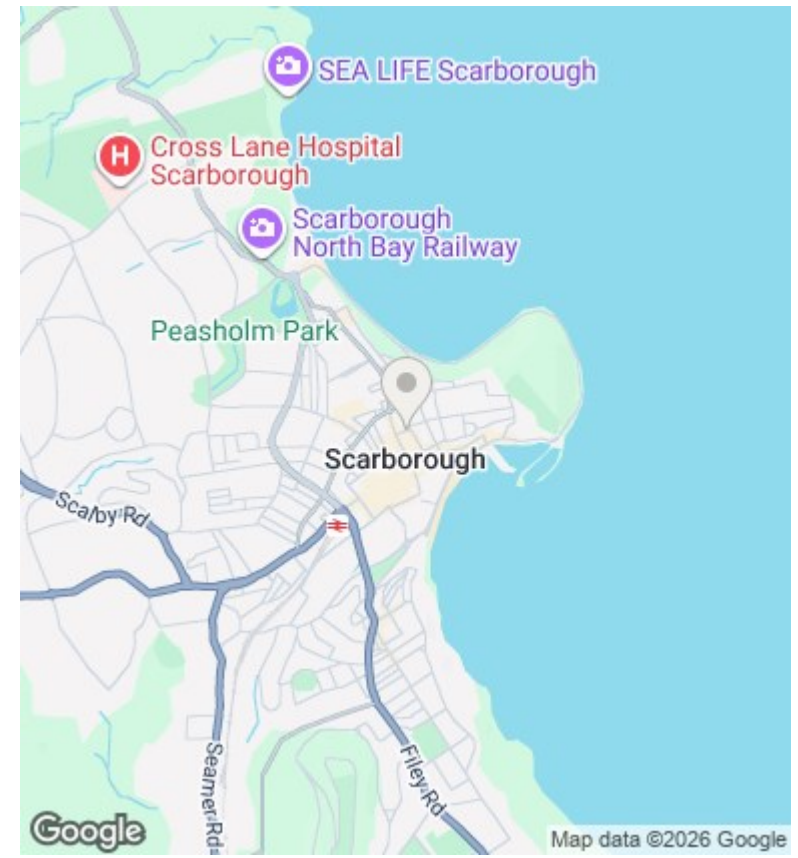 SEA LIFE Scarborough
H
Cross Lane Hospital
Scarborough
Scarborough
North Bay Railway
Peasholm Park
Scarborough
Scalby Rd
Seamer Rd
Filey Rd
Google
Map data ©2026 Google